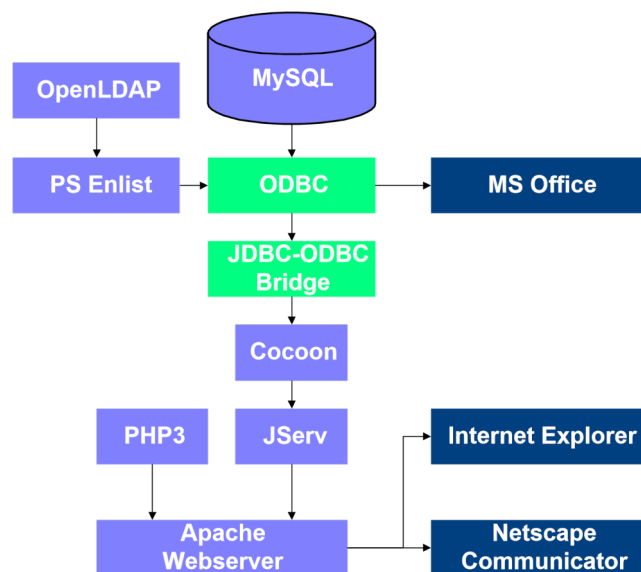 OpenLDAP
MySQL
PS Enlist
ODBC
MS Office
JDBC-ODBC
Bridge
Cocoon
PHP3
JServ
Internet Explorer
Apache
Webserver
Netscape
Communicator